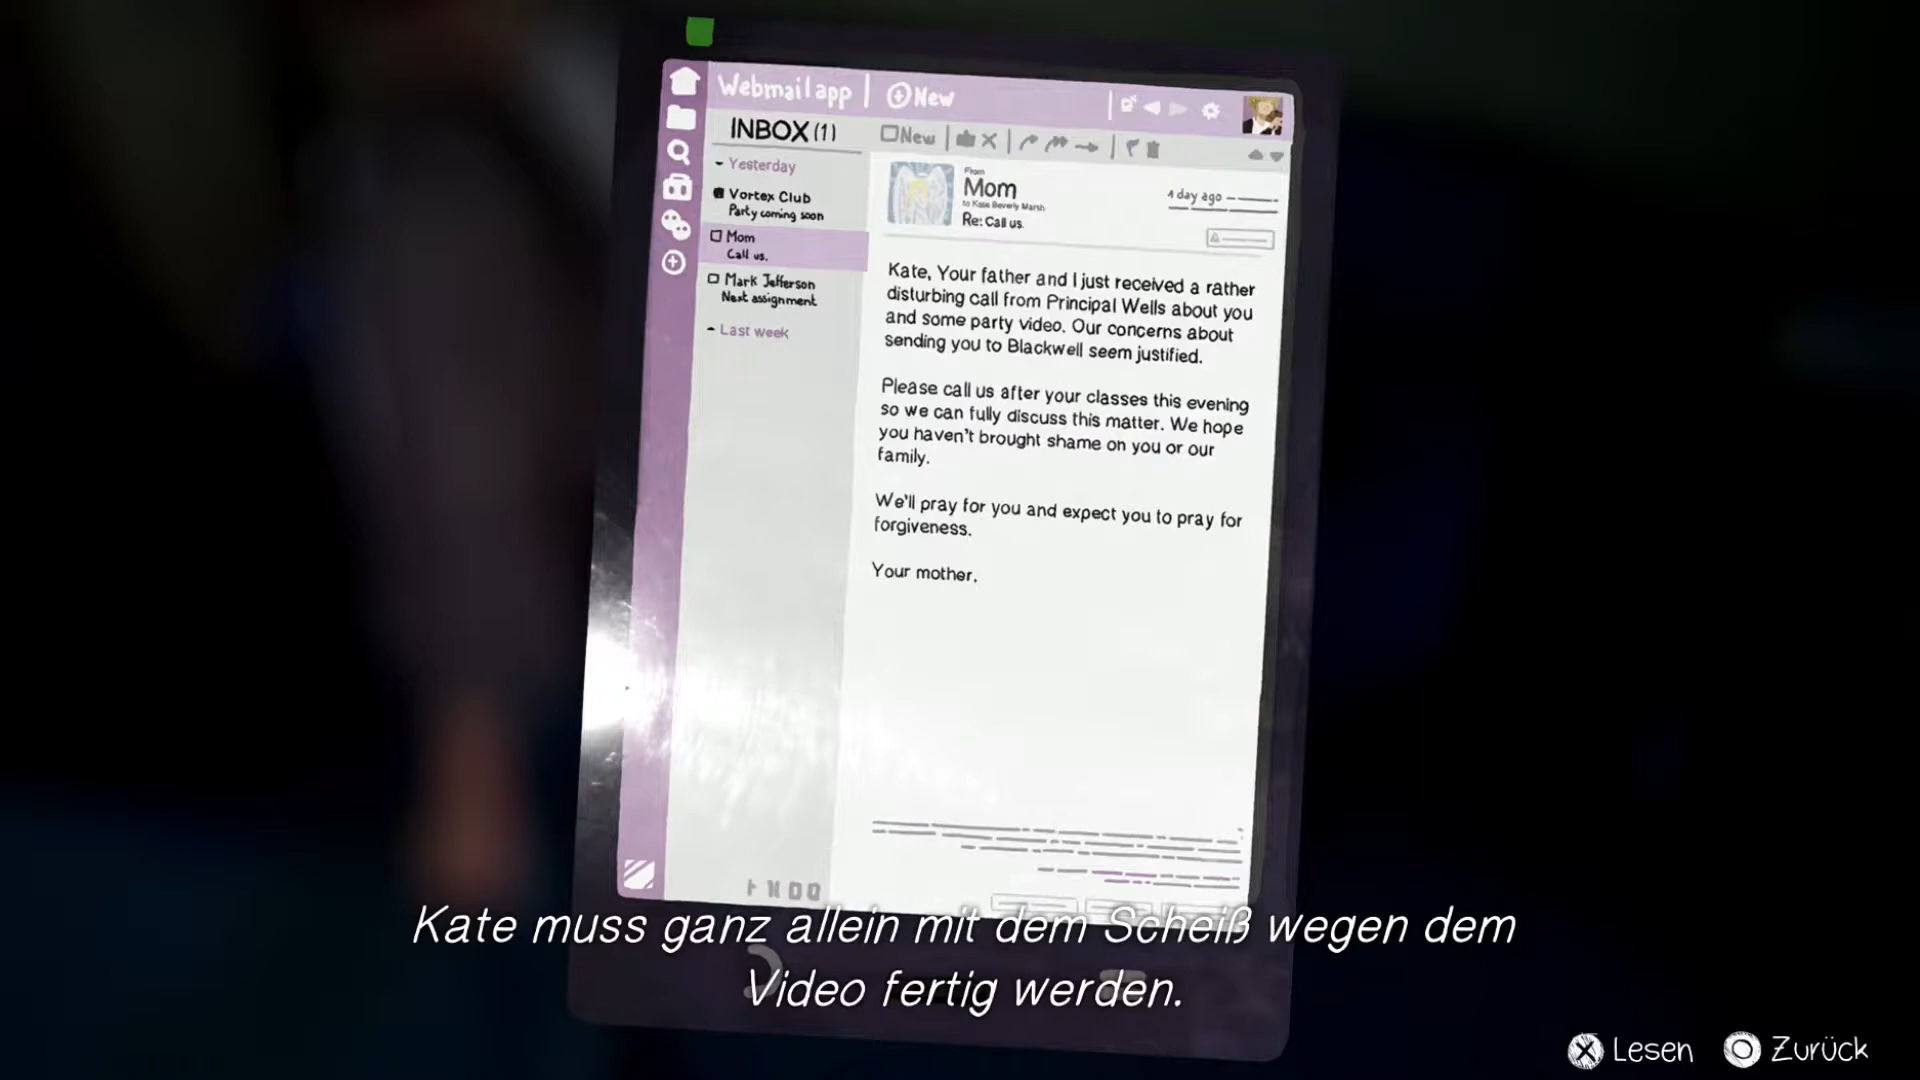 Webmail app | New
INBOX (1)
New
Yesterday
Vortex Club
Party coming soon
Mom
Call us.
Mark Jefferson
Next assignment
Last week
From
Mom
to Kate Beverly Marsh
Re: Call us.
1 day ago
Kate, Your father and I just received a rather
disturbing call from Principal Wells about you
and some party video. Our concerns about
sending you to Blackwell seem justified.
Please call us after your classes this evening
so we can fully discuss this matter. We hope
you haven't brought shame on you or our
family.
We'll pray for you and expect you to pray for
forgiveness.
Your mother.
Kate muss ganz allein mit dem Scheiß wegen dem
Video fertig werden.
Lesen
Zurück